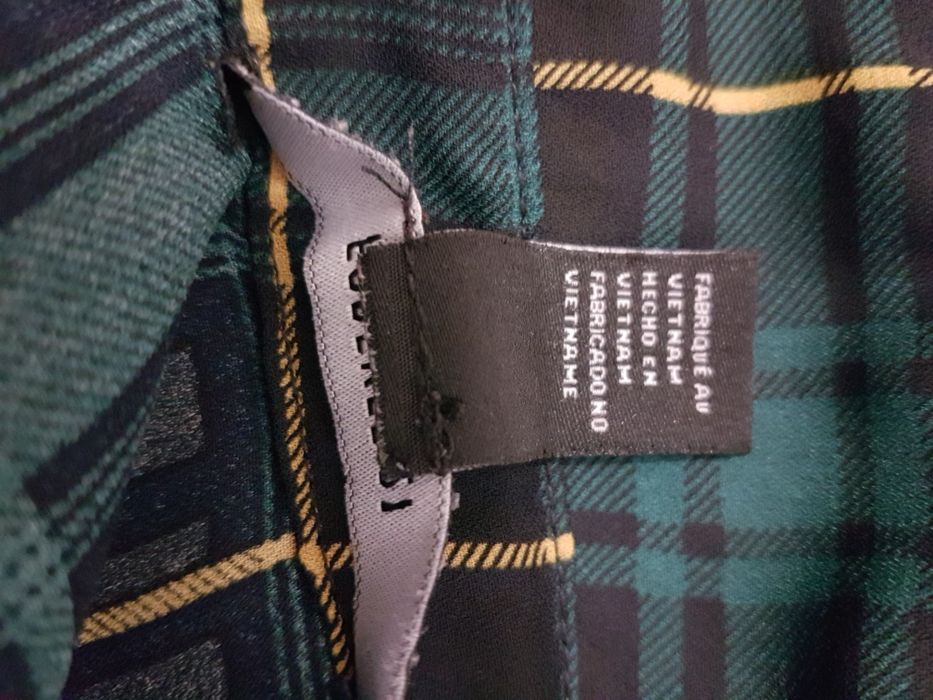 FABRIQUÉ AU
VIETNAM
HECHO EN
VIETNAM
FABRICADO NO
VIETNAME